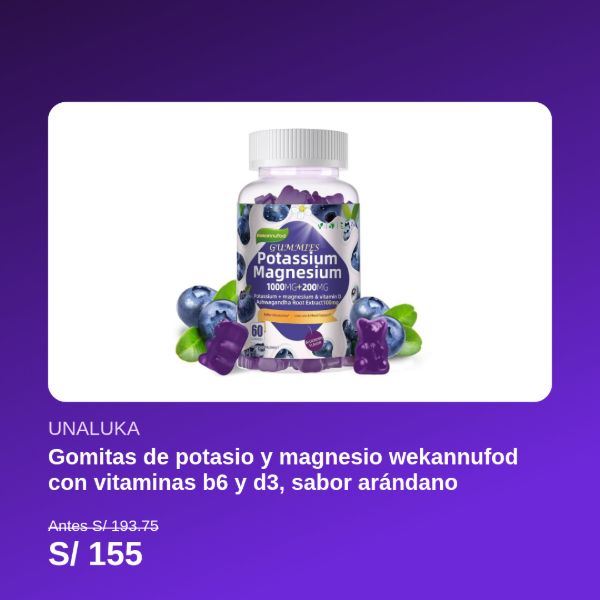 wekannufod
GUMMIES
Potassium
Magnesium
1000MG+200MG
Potassium + magnesium & vitamin D
Ashwagandha Root Extract 100mg
60
UNALUKA
Gomitas de potasio y magnesio wekannufod
con vitaminas b6 y d3, sabor arándano
Antes S/ 193.75
S/ 155